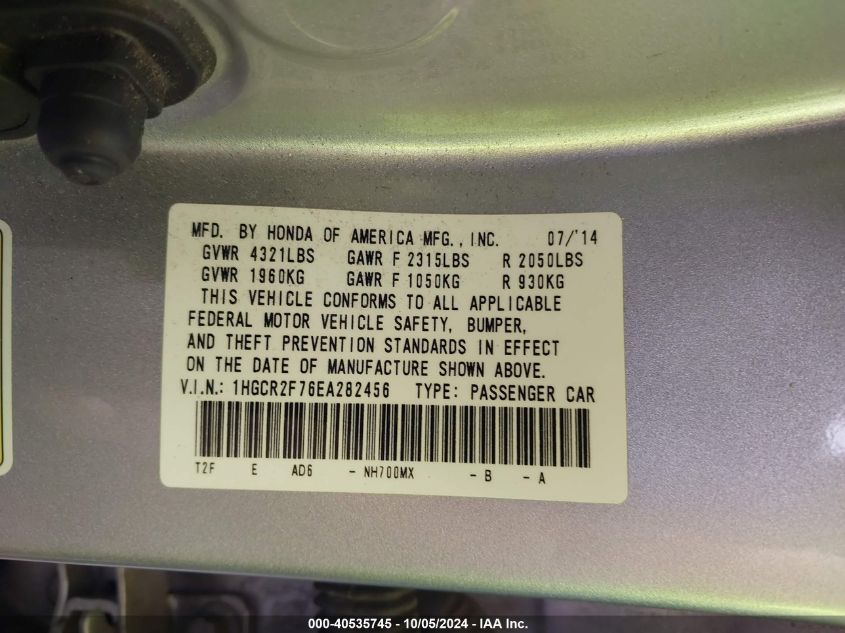 MFD. BY HONDA OF AMERICA MFG., INC. 07/'14
GVWR 4321LBS GAWR F 2315LBS R 2050LBS
GVWR 1960KG GAWR F 1050KG R 930KG
THIS VEHICLE CONFORMS TO ALL APPLICABLE
FEDERAL MOTOR VEHICLE SAFETY, BUMPER,
AND THEFT PREVENTION STANDARDS IN EFFECT
ON THE DATE OF MANUFACTURE SHOWN ABOVE.
V.I.N.: 1HGCR2F76EA282456 TYPE: PASSENGER CAR
T2F E AD6 - NH700MX - B - A
000-40535745 - 10/05/2024 - IAA Inc.